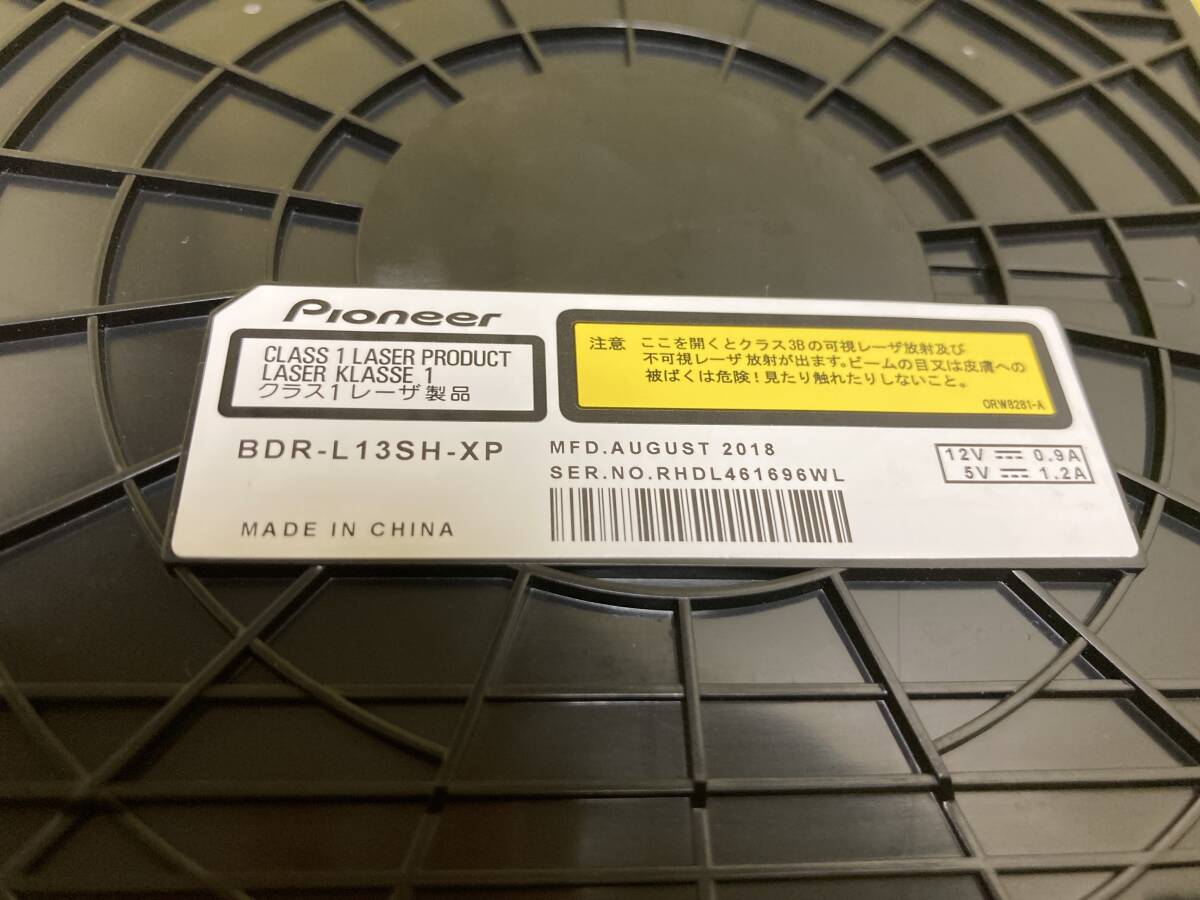 Pioneer
CLASS 1 LASER PRODUCT
LASER KLASSE 1
クラス1 レーザ製品
注意 ここを開くとクラス3Bの可視レーザ放射及び
不可視レーザ放射が出ます。ビームの目又は皮膚への
被ばくは危険！見たり触れたりしないこと。
ORW8281-A
BDR-L13SH-XP
MFD.AUGUST 2018
SER.NO.RHDL461696WL
12V ⎓ 0.9A
5V ⎓ 1.2A
MADE IN CHINA